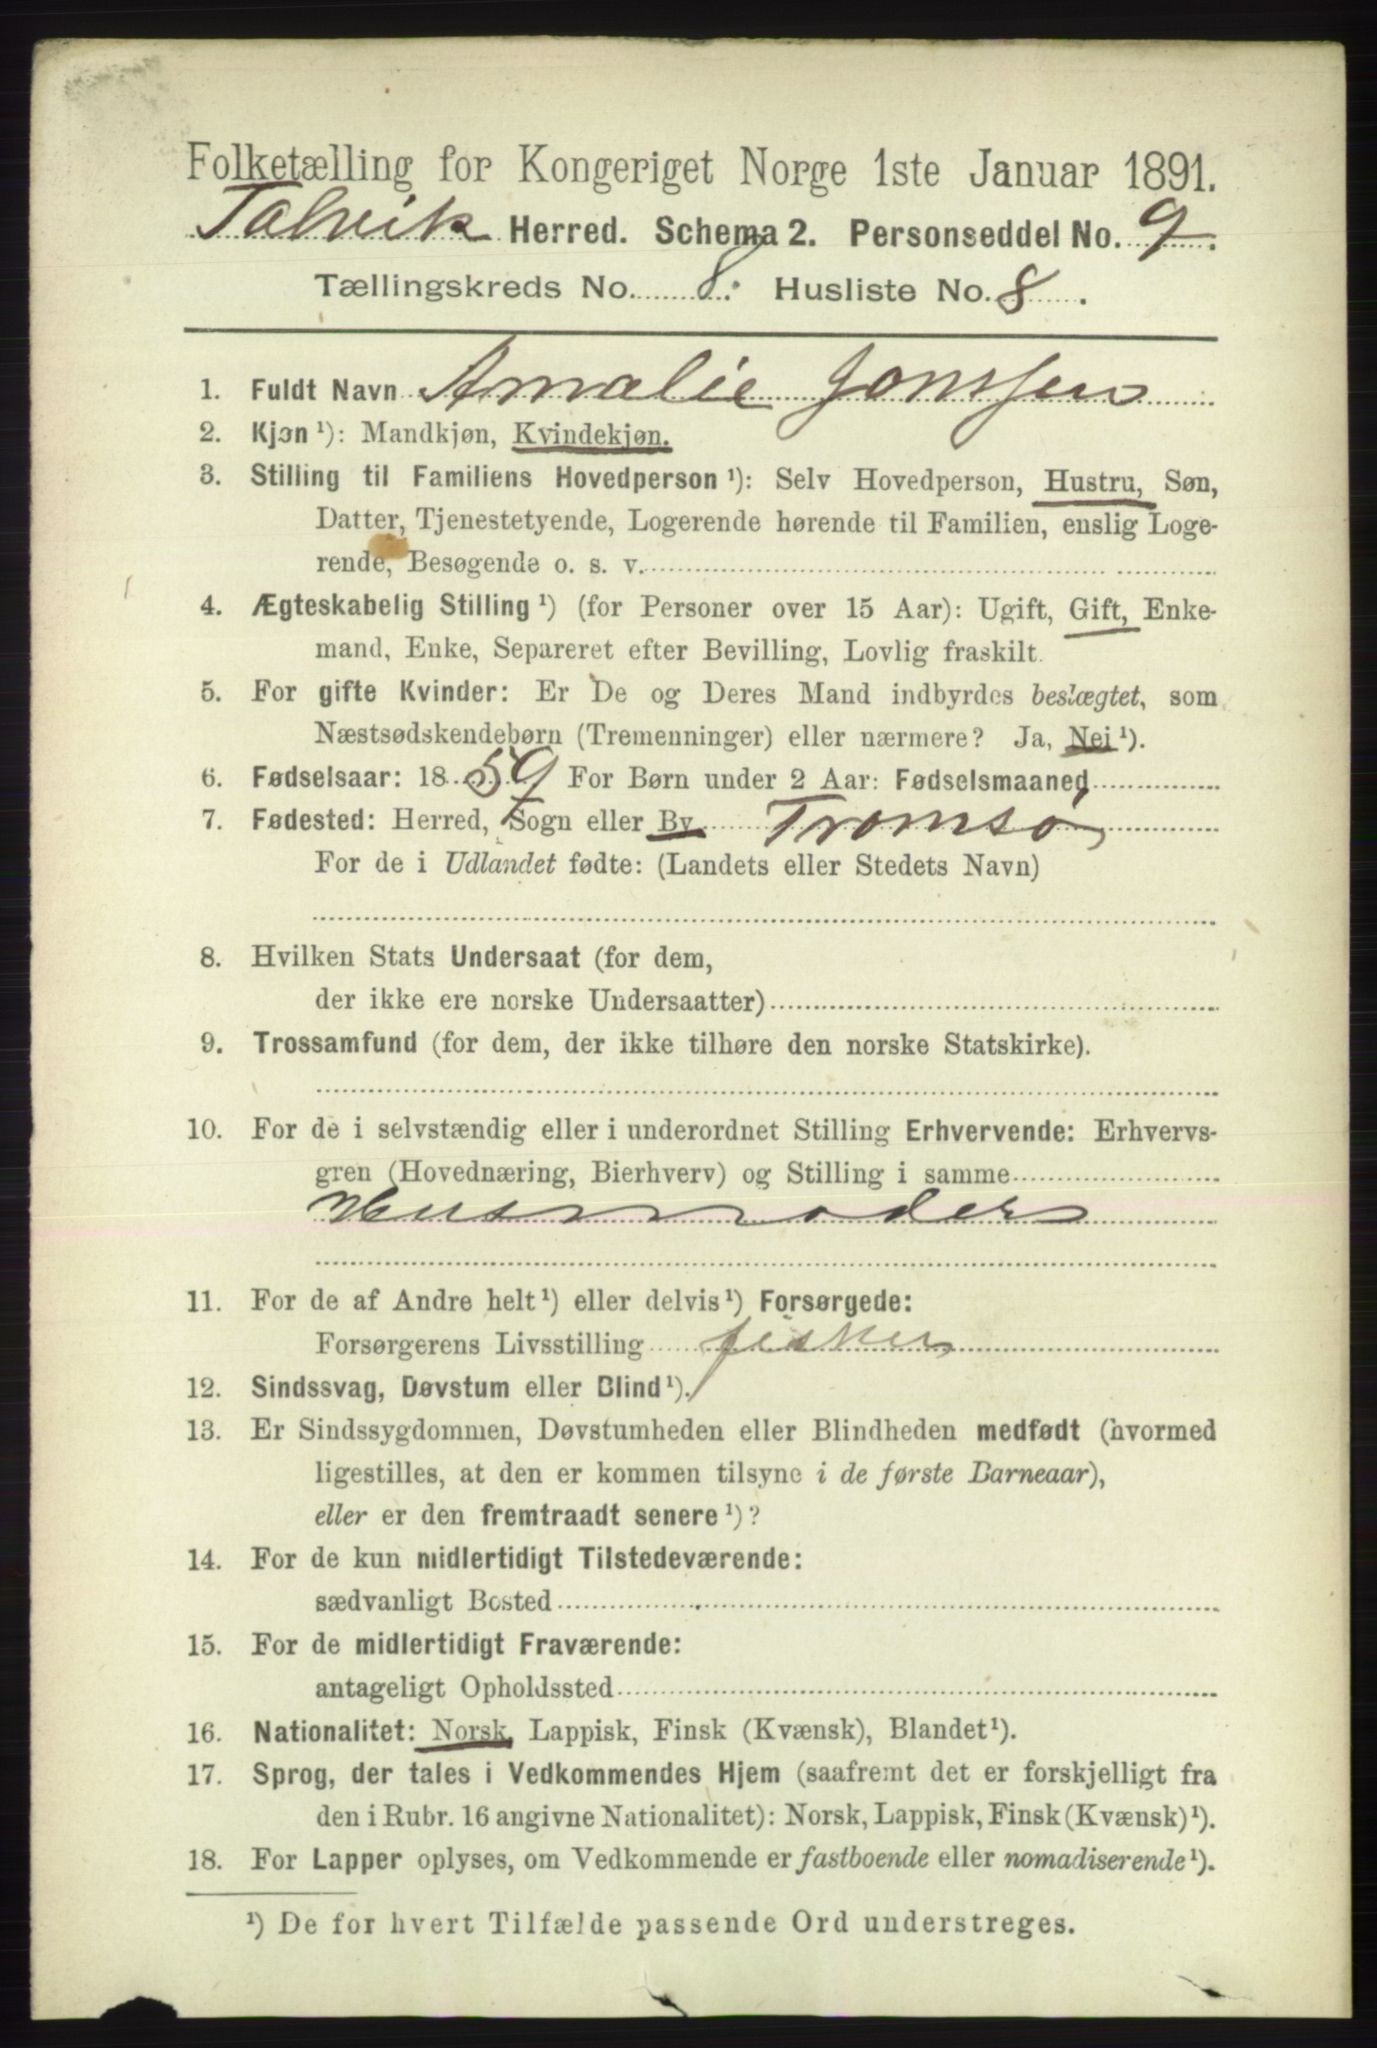 Folketælling for Kongeriget Norge 1ste Januar 1891.
Talvik Herred. Schema 2. Personseddel No. 9.
Tællingskreds No. 8. Husliste No. 8.
1. Fuldt Navn Amalie Jonssen
2. Kjøn ¹): Mandkjøn, Kvindekjøn.
3. Stilling til Familiens Hovedperson ¹): Selv Hovedperson, Hustru, Søn,
Datter, Tjenestetyende, Logerende hørende til Familien, enslig Loge-
rende, Besøgende o. s. v.
4. Ægteskabelig Stilling ¹) (for Personer over 15 Aar): Ugift, Gift, Enke-
mand, Enke, Separeret efter Bevilling, Lovlig fraskilt.
5. For gifte Kvinder: Er De og Deres Mand indbyrdes beslægtet, som
Næstsødskendebørn (Tremenninger) eller nærmere? Ja, Nei ¹).
6. Fødselsaar: 1859 For Børn under 2 Aar: Fødselsmaaned
7. Fødested: Herred, Sogn eller By Tromsø
For de i Udlandet fødte: (Landets eller Stedets Navn)
8. Hvilken Stats Undersaat (for dem,
der ikke ere norske Undersaatter)
9. Trossamfund (for dem, der ikke tilhøre den norske Statskirke).
10. For de i selvstændig eller i underordnet Stilling Erhvervende: Erhvervs-
gren (Hovednæring, Bierhverv) og Stilling i samme
Husmoder
11. For de af Andre helt ¹) eller delvis ¹) Forsørgede:
Forsørgerens Livsstilling fisker
12. Sindssvag, Døvstum eller Blind ¹).
13. Er Sindssygdommen, Døvstumheden eller Blindheden medfødt (hvormed
ligestilles, at den er kommen tilsyne i de første Barneaar),
eller er den fremtraadt senere ¹)?
14. For de kun midlertidigt Tilstedeværende:
sædvanligt Bosted
15. For de midlertidigt Fraværende:
antageligt Opholdssted
16. Nationalitet: Norsk, Lappisk, Finsk (Kvænsk), Blandet ¹).
17. Sprog, der tales i Vedkommendes Hjem (saafremt det er forskjelligt fra
den i Rubr. 16 angivne Nationalitet): Norsk, Lappisk, Finsk (Kvænsk) ¹).
18. For Lapper oplyses, om Vedkommende er fastboende eller nomadiserende ¹).
¹) De for hvert Tilfælde passende Ord understreges.